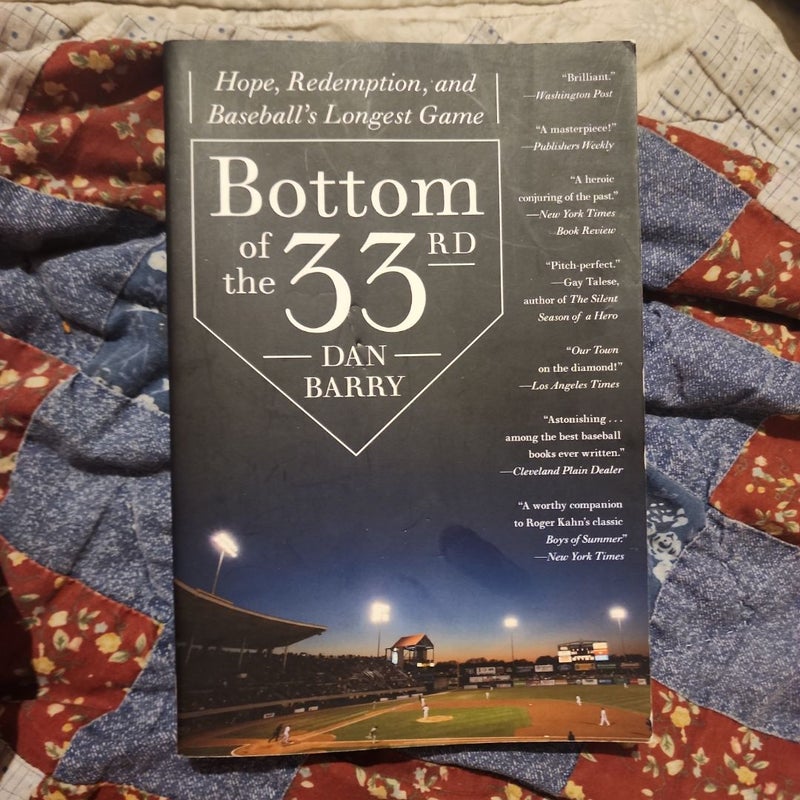 Hope, Redemption, and
Baseball's Longest Game
Bottom
of
the 33RD
DAN
BARRY
"Brilliant."
—Washington Post
"A masterpiece!"
—Publishers Weekly
"A heroic
conjuring of the past."
—New York Times
Book Review
"Pitch-perfect."
—Gay Talese,
author of The Silent
Season of a Hero
"Our Town
on the diamond!"
—Los Angeles Times
"Astonishing . . .
among the best baseball
books ever written."
—Cleveland Plain Dealer
"A worthy companion
to Roger Kahn's classic
Boys of Summer."
—New York Times